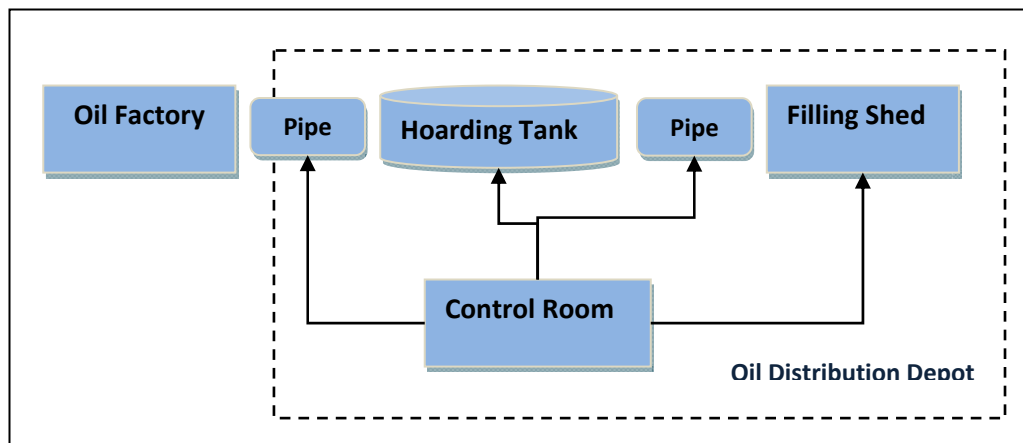 Oil Factory
Pipe
Hoarding Tank
Pipe
Filling Shed
Control Room
Oil Distribution Depot